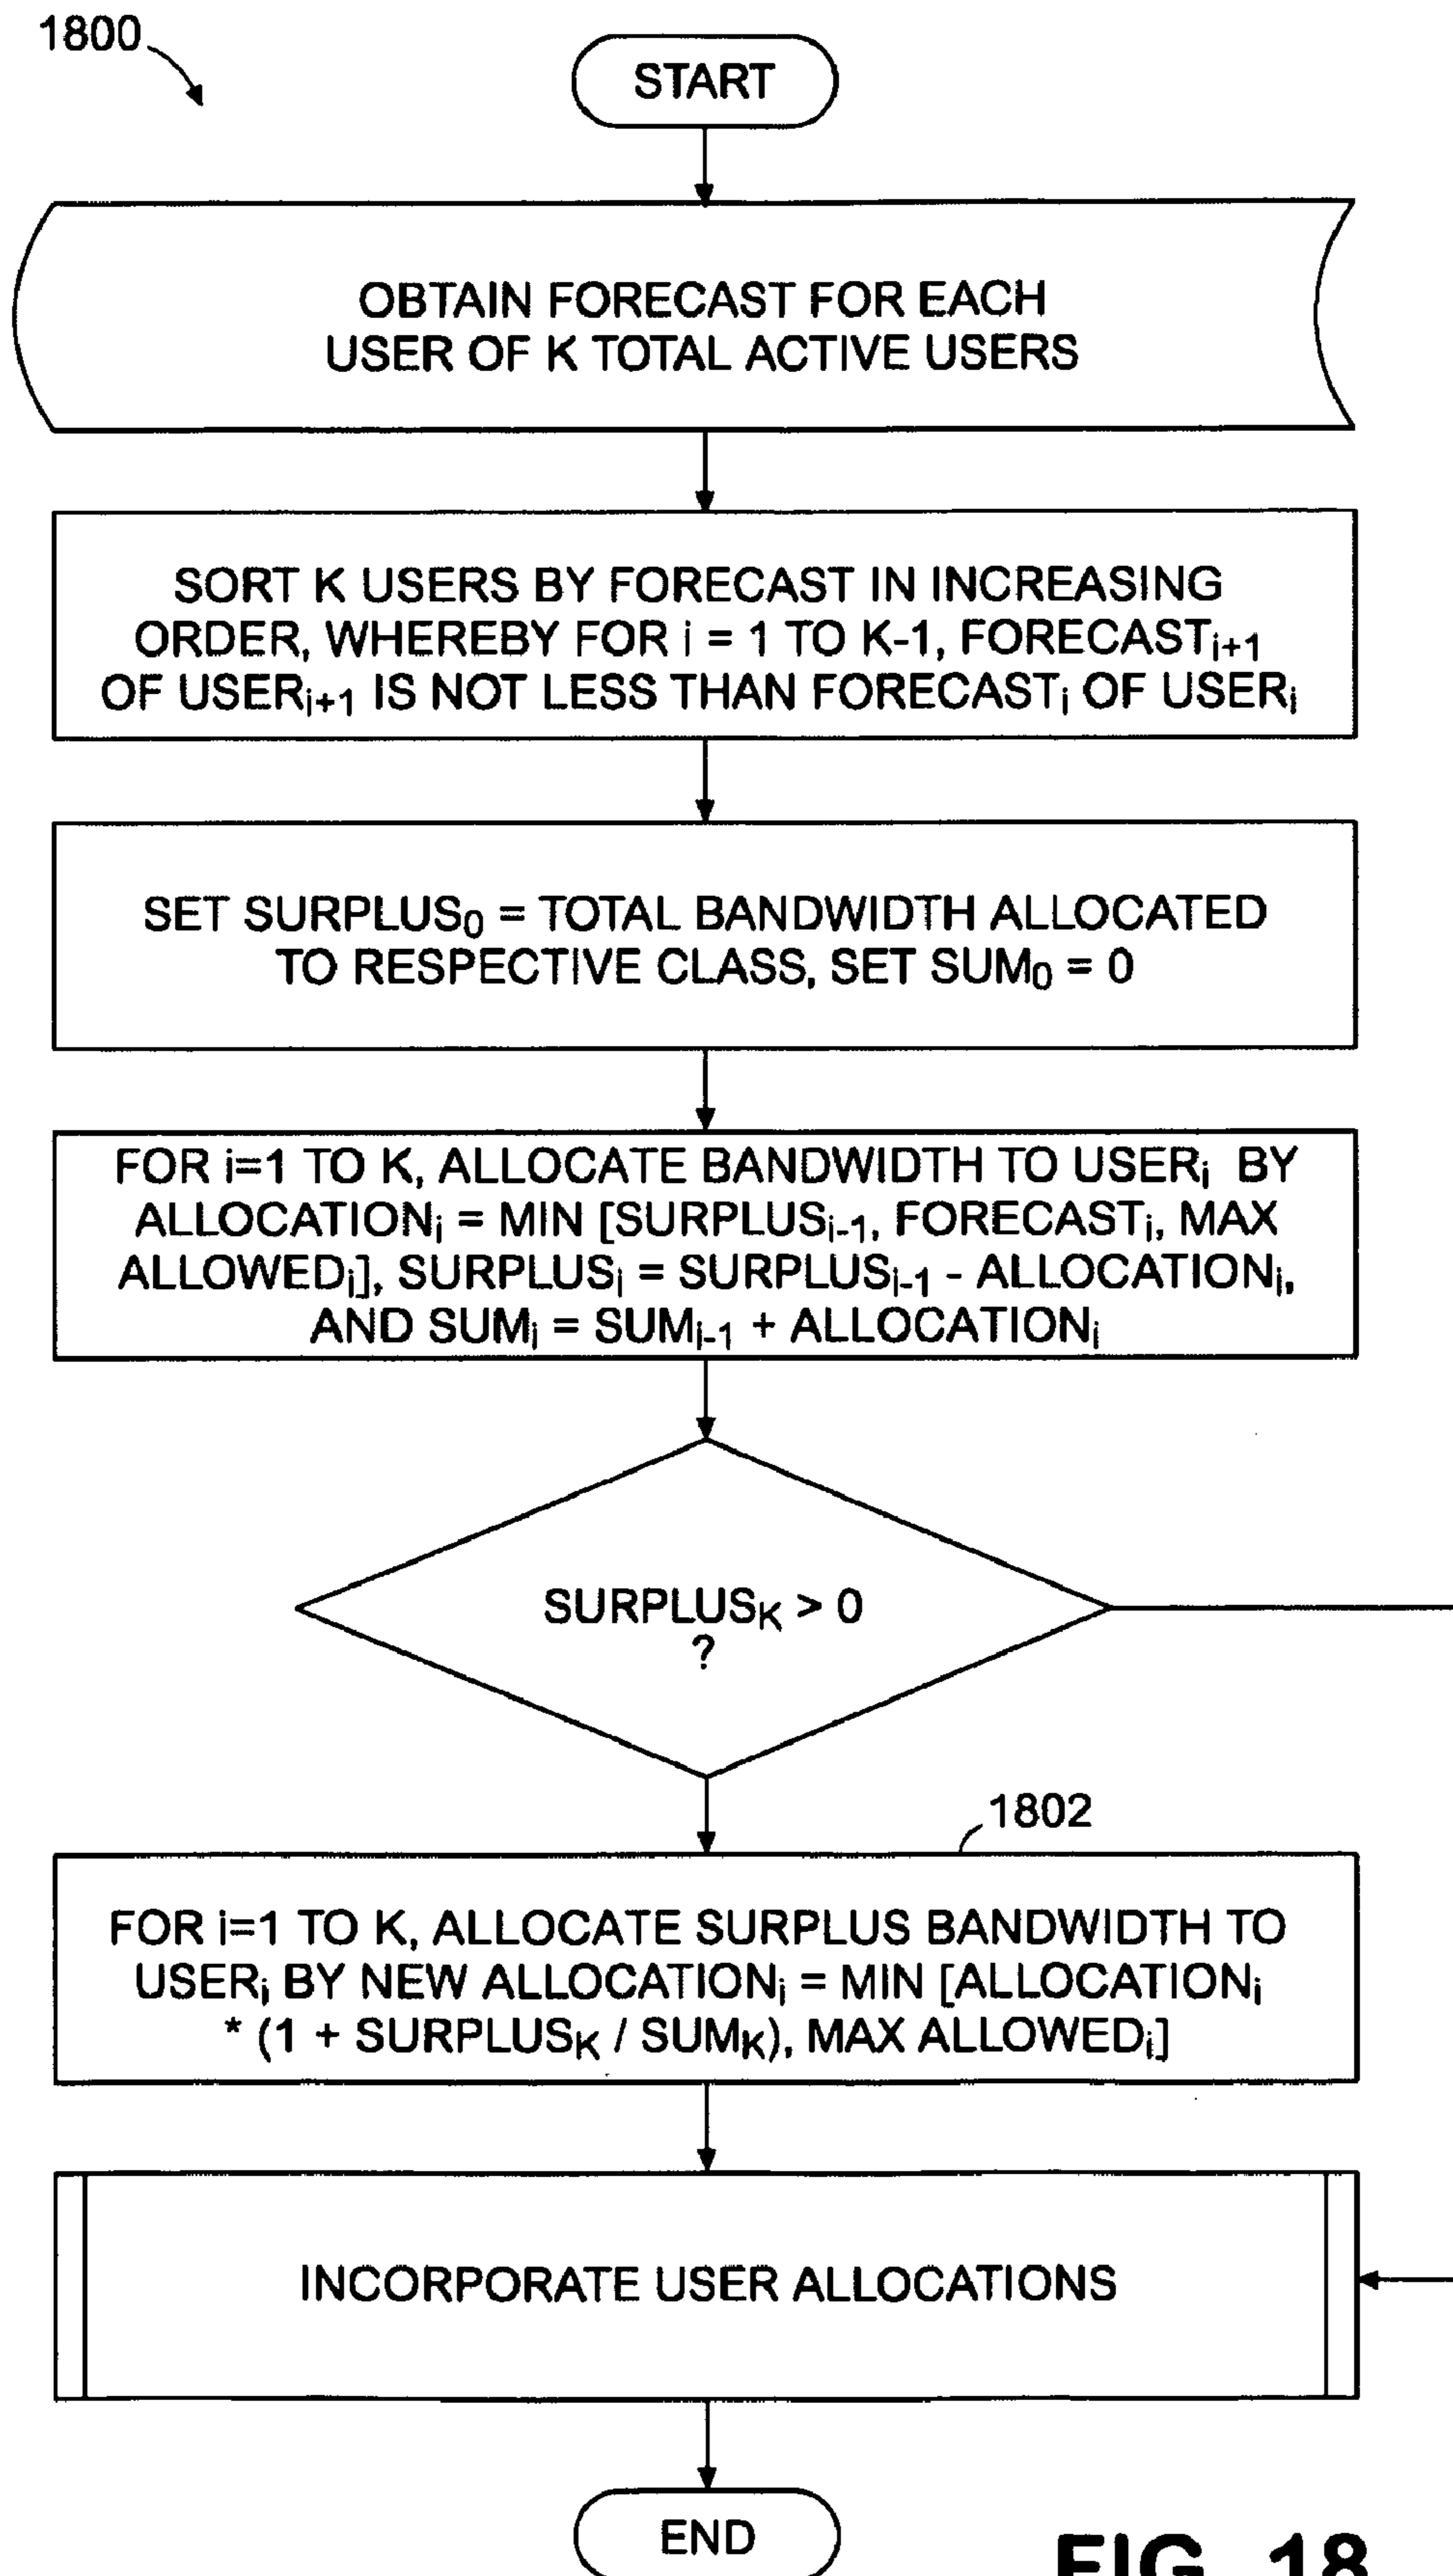 1800
START
OBTAIN FORECAST FOR EACH
USER OF K TOTAL ACTIVE USERS
SORT K USERS BY FORECAST IN INCREASING
ORDER, WHEREBY FOR i = 1 TO K-1, FORECASTᵢ₊₁
OF USERᵢ₊₁ IS NOT LESS THAN FORECASTᵢ OF USERᵢ
SET SURPLUS₀ = TOTAL BANDWIDTH ALLOCATED
TO RESPECTIVE CLASS, SET SUM₀ = 0
FOR i=1 TO K, ALLOCATE BANDWIDTH TO USERᵢ BY
ALLOCATIONᵢ = MIN [SURPLUSᵢ₋₁, FORECASTᵢ, MAX
ALLOWEDᵢ], SURPLUSᵢ = SURPLUSᵢ₋₁ - ALLOCATIONᵢ,
AND SUMᵢ = SUMᵢ₋₁ + ALLOCATIONᵢ
SURPLUSₖ > 0
?
1802
FOR i=1 TO K, ALLOCATE SURPLUS BANDWIDTH TO
USERᵢ BY NEW ALLOCATIONᵢ = MIN [ALLOCATIONᵢ
* (1 + SURPLUSₖ / SUMₖ), MAX ALLOWEDᵢ]
INCORPORATE USER ALLOCATIONS
END
FIG. 18